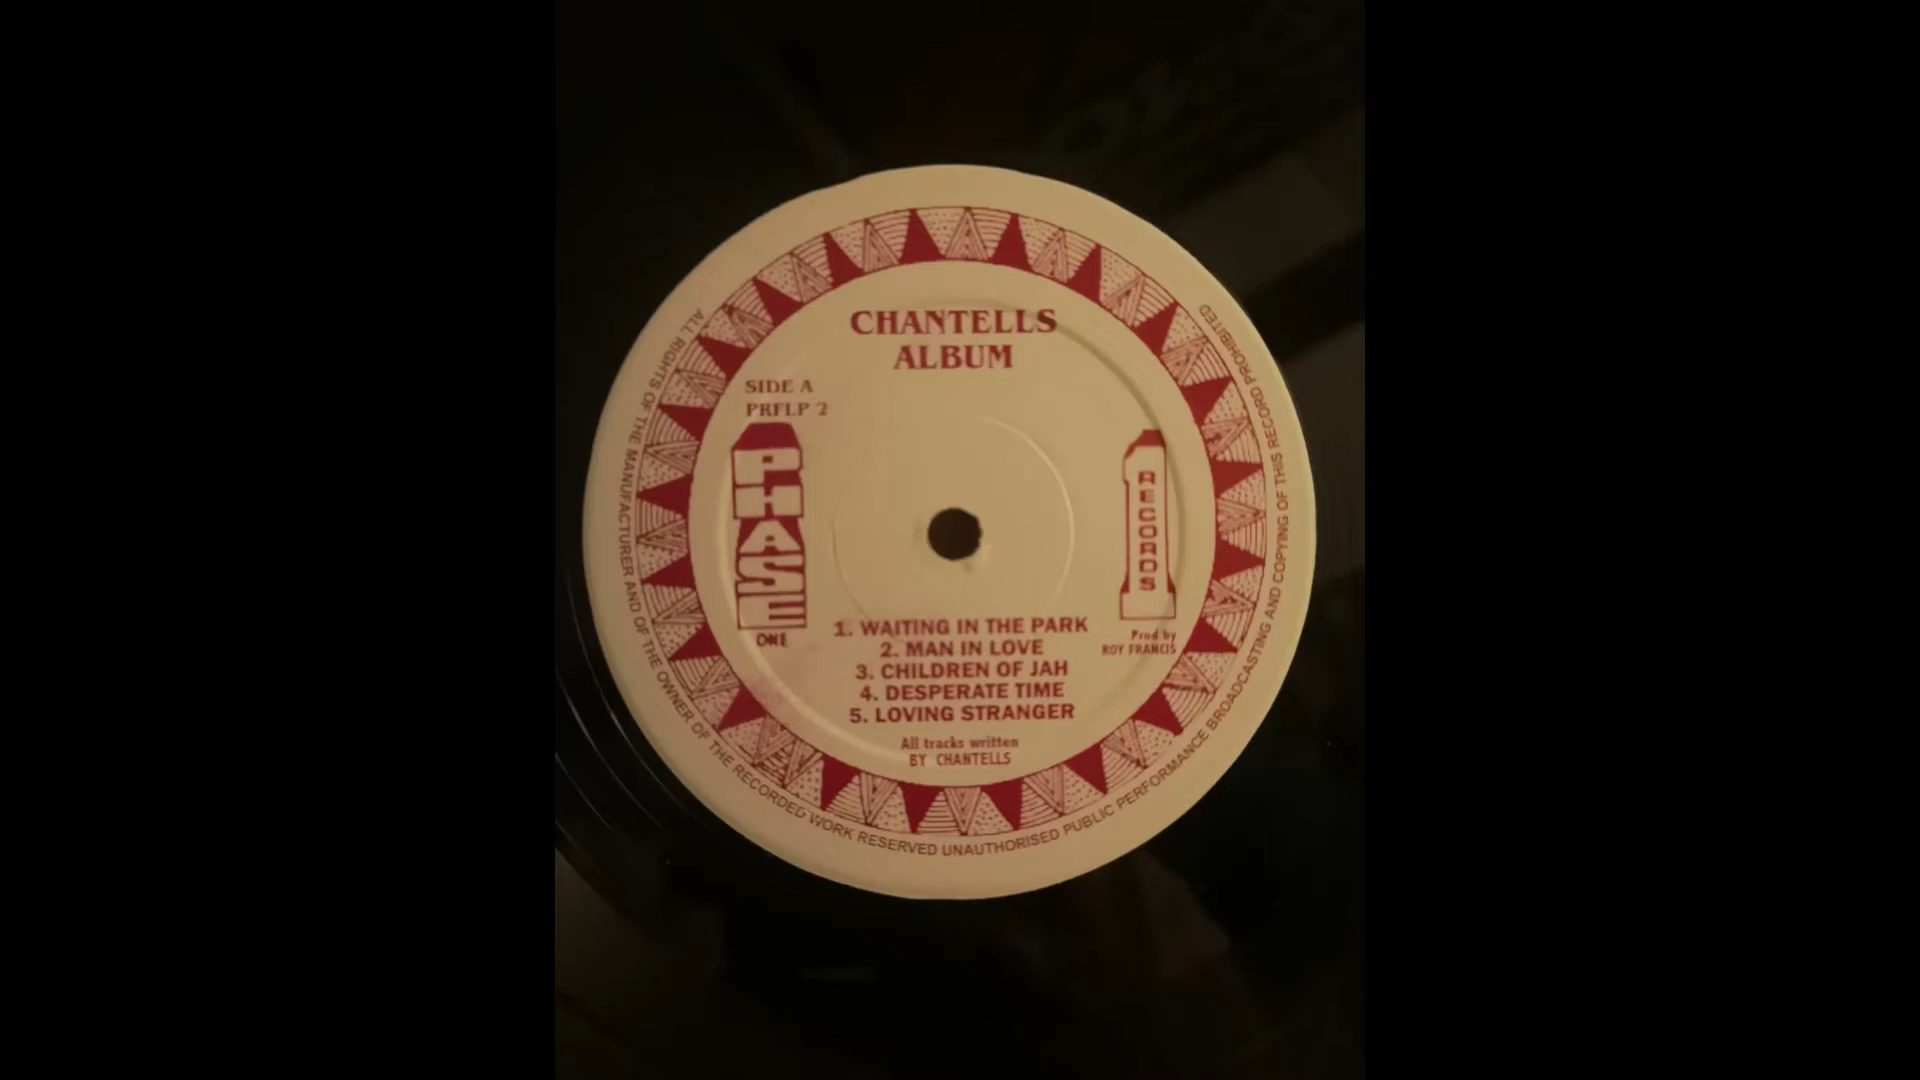 CHANTELLS
ALBUM
SIDE A
PRFLP 2
PHASE
ONE
RECORDS
Prod by
ROY FRANCIS
1. WAITING IN THE PARK
2. MAN IN LOVE
3. CHILDREN OF JAH
4. DESPERATE TIME
5. LOVING STRANGER
All tracks written
BY CHANTELLS
ALL RIGHTS OF THE MANUFACTURER AND OF THE OWNER OF THE RECORDED WORK RESERVED UNAUTHORISED PUBLIC PERFORMANCE BROADCASTING AND COPYING OF THIS RECORD PROHIBITED